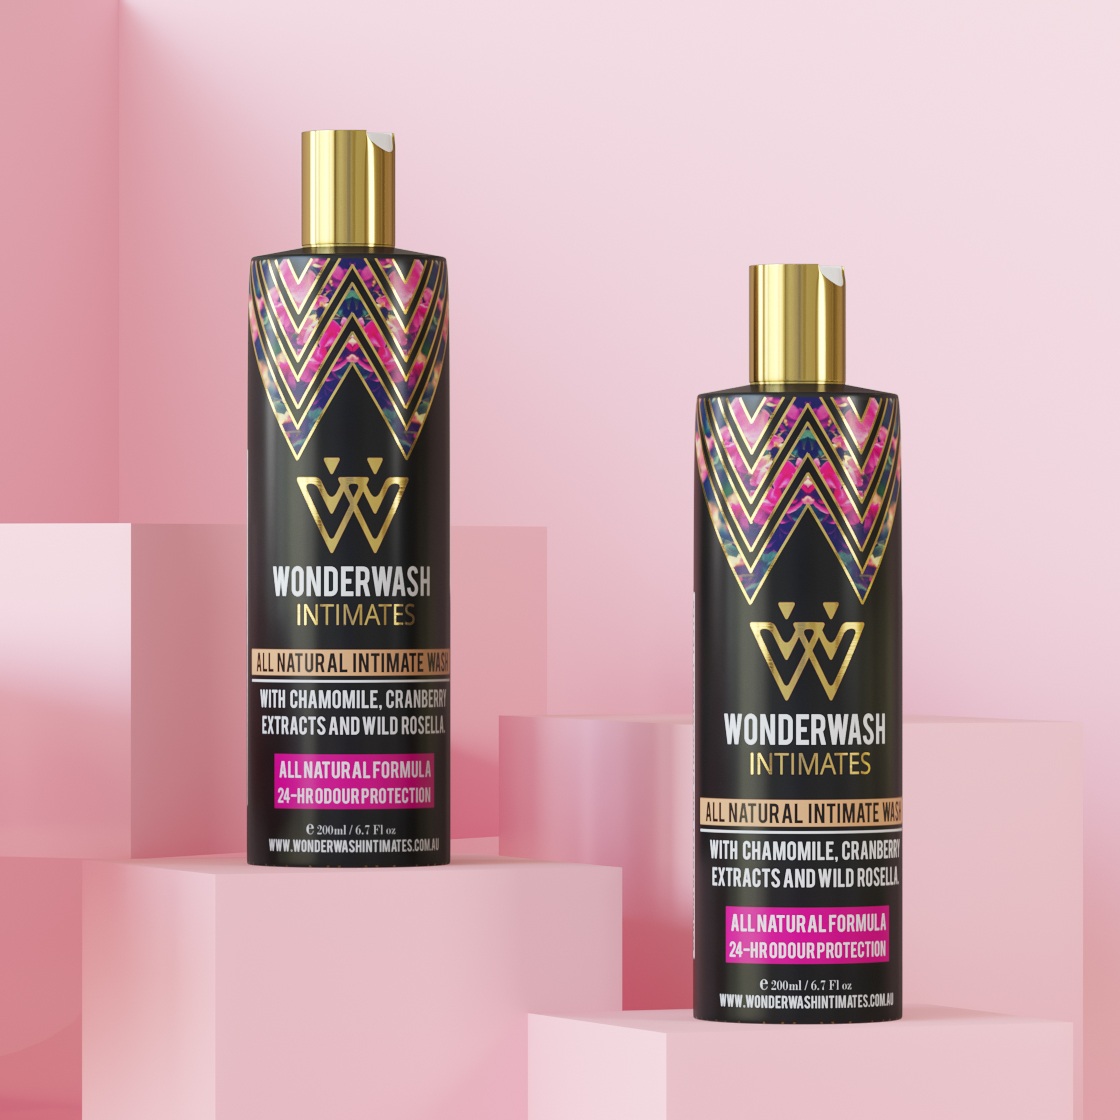 WONDERWASH
INTIMATES
ALL NATURAL INTIMATE WASH
WITH CHAMOMILE, CRANBERRY
EXTRACTS AND WILD ROSELLA.
ALL NATURAL FORMULA
24-HR ODOUR PROTECTION
e 200ml / 6.7 Fl oz
WWW.WONDERWASHINTIMATES.COM.AU
WONDERWASH
INTIMATES
ALL NATURAL INTIMATE WASH
WITH CHAMOMILE, CRANBERRY
EXTRACTS AND WILD ROSELLA.
ALL NATURAL FORMULA
24-HR ODOUR PROTECTION
e 200ml / 6.7 Fl oz
WWW.WONDERWASHINTIMATES.COM.AU